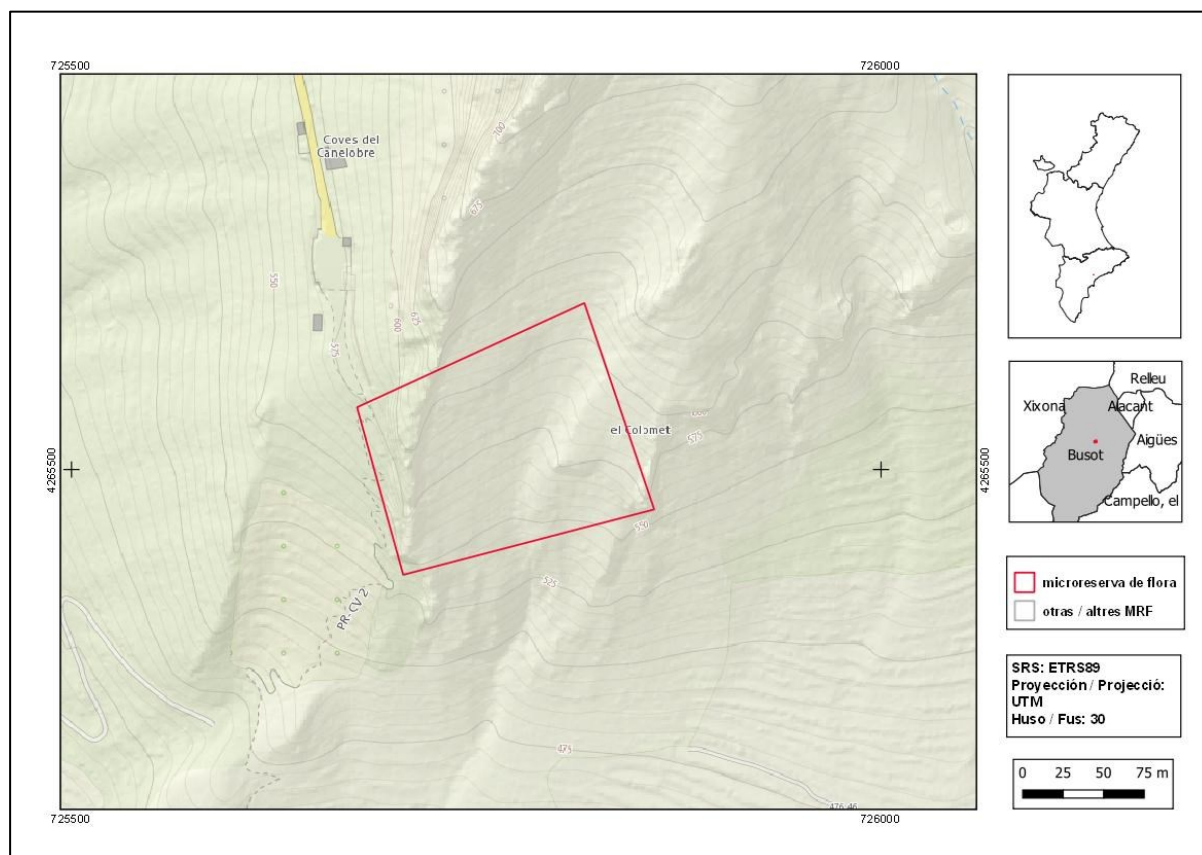 725500
726000
4265500
4265500
Coves del
Canelobre
700
675
550
625
600
575
el Colomet
575
550
525
PR-CV 2
475
476,46
725500
726000
Relleu
Xixona
Alacant
Aigües
Busot
Campello, el
microreserva de flora
otras / altres MRF
SRS: ETRS89
Proyección / Projecció:
UTM
Huso / Fus: 30
0 25 50 75 m